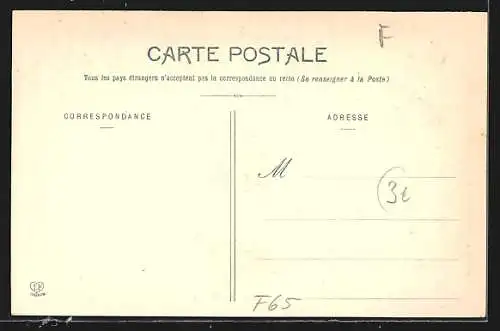 F
CARTE POSTALE
Tous les pays étrangers n'acceptent pas la correspondance au recto (Se renseigner à la Poste)
CORRESPONDANCE
ADRESSE
M
3€
F65